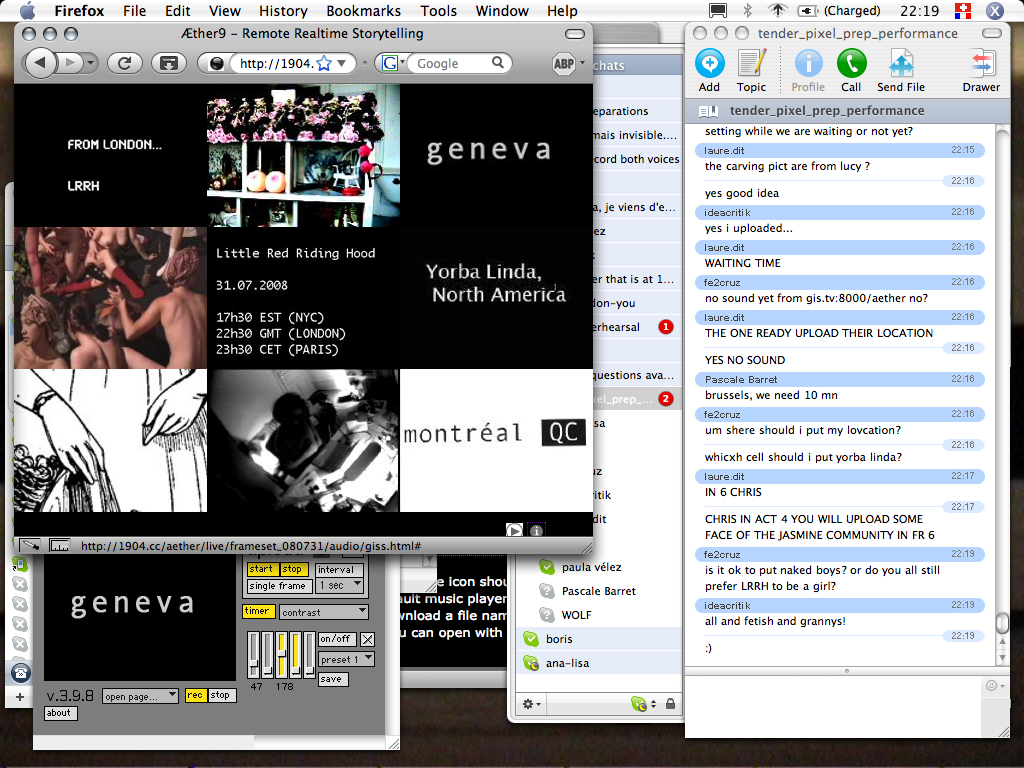 Firefox File Edit View History Bookmarks Tools Window Help (Charged) 22:19
Æther9 – Remote Realtime Storytelling
http://1904.
Google
ABP
FROM LONDON...
LRRH
geneva
Little Red Riding Hood
31.07.2008
17h30 EST (NYC)
22h30 GMT (LONDON)
23h30 CET (PARIS)
Yorba Linda,
North America
montréal QC
http://1904.cc/aether/live/frameset_080731/audio/giss.html#
geneva
start stop interval
single frame 1 sec
timer contrast
on/off
preset 1
save
47 178
v.3.9.8 open page... rec stop
about
e icon shou
ault music player
wnload a file nam
u can open with
chats
eparations
mais invisible....
cord both voices
a, je viens d'e...
ez
er that is at 1...
don-you
erhearsal 1
questions ava...
xel_prep_... 2
sa
uz
ritik
dit
paula vélez
Pascale Barret
WOLF
boris
ana-lisa
tender_pixel_prep_performance
Add Topic Profile Call Send File Drawer
tender_pixel_prep_performance
setting while we are waiting or not yet?
laure.dit 22:15
the carving pict are from lucy ?
22:16
yes good idea
ideacritik 22:16
yes i uploaded...
laure.dit 22:16
WAITING TIME
fe2cruz 22:16
no sound yet from gis.tv:8000/aether no?
laure.dit 22:16
THE ONE READY UPLOAD THEIR LOCATION
22:16
YES NO SOUND
Pascale Barret 22:16
brussels, we need 10 mn
fe2cruz 22:16
um shere should i put my lovcation?
22:16
whicxh cell should i put yorba linda?
laure.dit 22:17
IN 6 CHRIS
22:17
CHRIS IN ACT 4 YOU WILL UPLOAD SOME
FACE OF THE JASMINE COMMUNITY IN FR 6
fe2cruz 22:19
is it ok to put naked boys? or do you all still
prefer LRRH to be a girl?
ideacritik 22:19
all and fetish and grannys!
22:19
:)